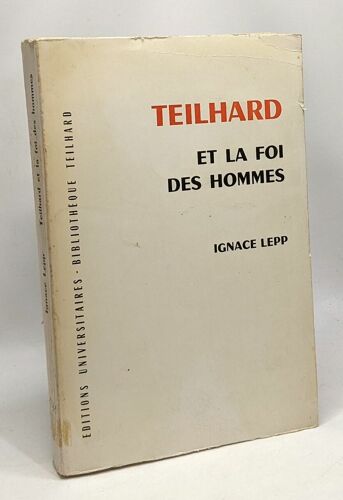 TEILHARD
ET LA FOI
DES HOMMES
IGNACE LEPP
EDITIONS UNIVERSITAIRES - BIBLIOTHEQUE TEILHARD
Ignace Lepp Teilhard et la foi des hommes